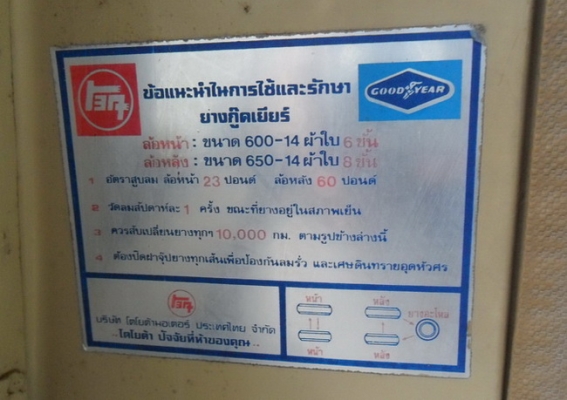 ข้อแนะนำในการใช้และรักษา
ยางกู๊ดเยียร์
GOOD YEAR
ล้อหน้า : ขนาด 600-14 ผ้าใบ 6 ชั้น
ล้อหลัง : ขนาด 650-14 ผ้าใบ 8 ชั้น
1 อัตราสูบลม ล้อหน้า 23 ปอนด์ ล้อหลัง 60 ปอนด์
2 วัดลมสัปดาห์ละ 1 ครั้ง ขณะที่ยางอยู่ในสภาพเย็น
3 ควรสับเปลี่ยนยางทุกๆ 10,000 กม. ตามรูปข้างล่างนี้
4 ต้องปิดฝาจุ๊ปยางทุกเส้นเพื่อป้องกันลมรั่ว และเศษดินทรายอุดหัวศร
บริษัท โตโยต้ามอเตอร์ ประเทศไทย จำกัด
..โตโยต้า ปัจจัยที่ห้าของคุณ..
หน้า หลัง
ยางอะไหล่
หน้า หลัง